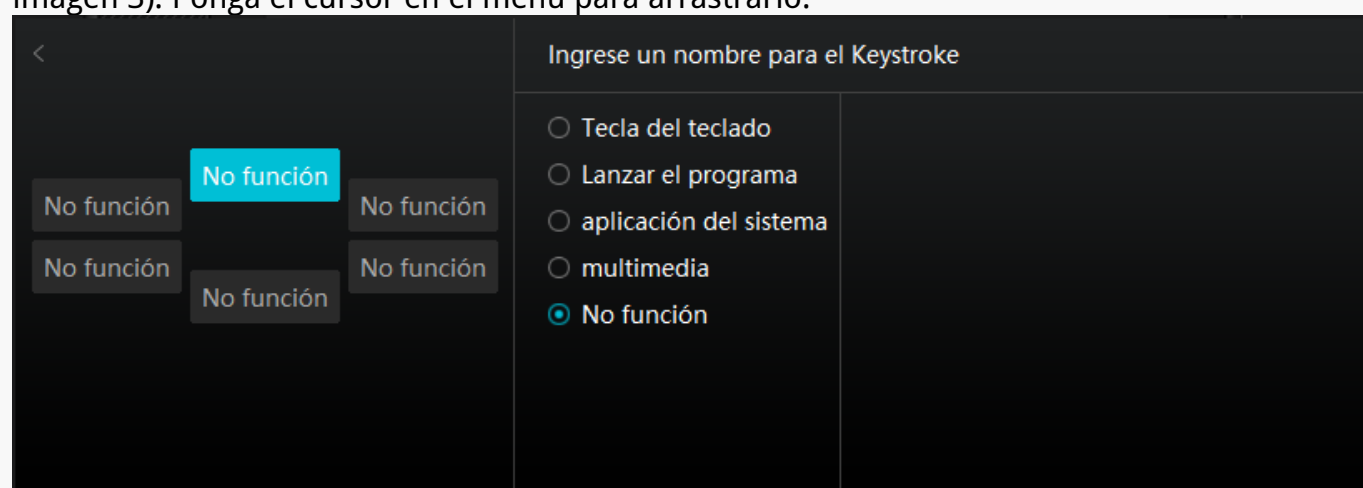 imagen 3). Ponga el cursor en el menú para arrastrarlo.
Ingrese un nombre para el Keystroke
No función
No función
No función
No función
No función
No función
Tecla del teclado
Lanzar el programa
aplicación del sistema
multimedia
No función